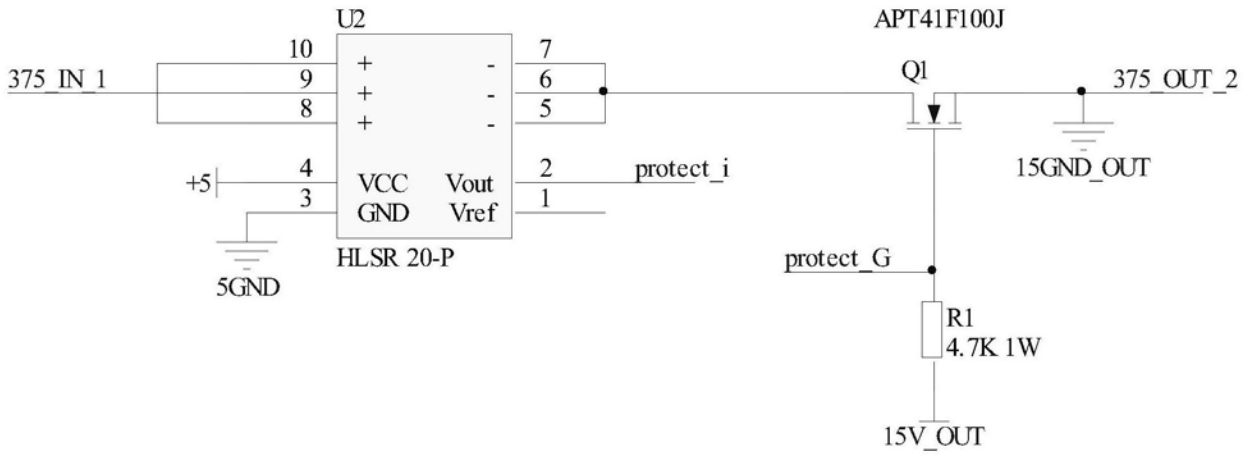 U2
APT41F100J
375_IN_1
10
9
8
+
+
+
-
-
-
7
6
5
Q1
375_OUT_2
15GND_OUT
+5
4
3
VCC
GND
Vout
Vref
2
1
protect_i
5GND
HLSR 20-P
protect_G
R1
4.7K 1W
15V_OUT